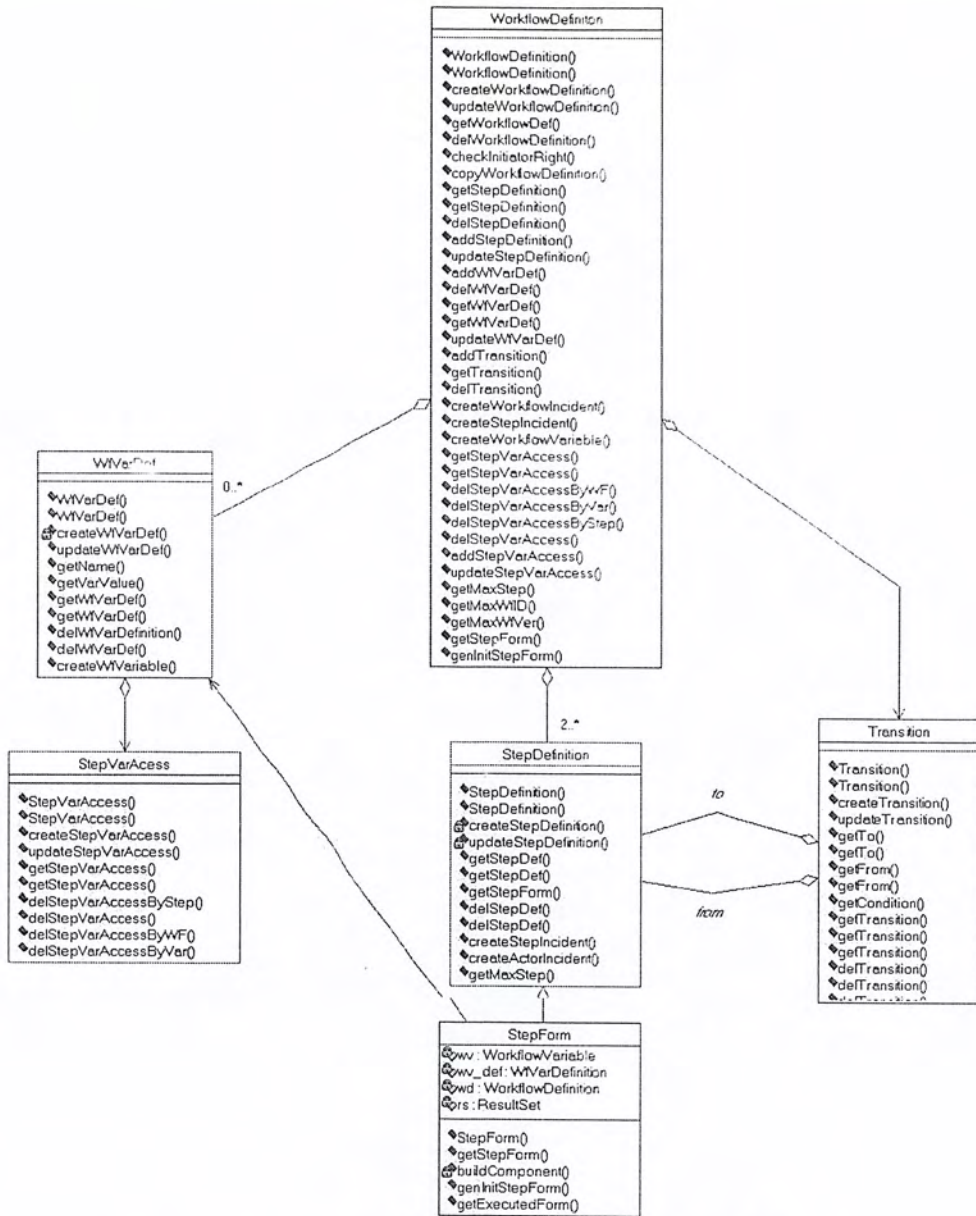 WorkflowDefiniton
WorkflowDefinition()
WorkflowDefinition()
createWorkflowDefinition()
updateWorkflowDefinition()
getWorkflowDef()
delWorkflowDefinition()
checkInitiatorRight()
copyWorkflowDefinition()
getStepDefinition()
getStepDefinition()
delStepDefinition()
addStepDefinition()
updateStepDefinition()
addWfVarDef()
delWfVarDef()
getWfVarDef()
getWfVarDef()
updateWfVarDef()
addTransition()
getTransition()
delTransition()
createWorkflowIncident()
createStepIncident()
createWorkflowVariable()
getStepVarAccess()
getStepVarAccess()
delStepVarAccessByWF()
delStepVarAccessByVar()
delStepVarAccessByStep()
delStepVarAccess()
addStepVarAccess()
updateStepVarAccess()
getMaxStep()
getMaxWfID()
getMaxWfVer()
getStepForm()
genInitStepForm()
WfVarDef
WfVarDef()
WfVarDef()
createWfVarDef()
updateWfVarDef()
getName()
getVarValue()
getWfVarDef()
getWfVarDef()
delWfVarDefinition()
delWfVarDef()
createWfVariable()
0..*
2..*
StepVarAcess
StepVarAccess()
StepVarAccess()
createStepVarAccess()
updateStepVarAccess()
getStepVarAccess()
getStepVarAccess()
delStepVarAccessByStep()
delStepVarAccess()
delStepVarAccessByWF()
delStepVarAccessByVar()
StepDefinition
StepDefinition()
StepDefinition()
createStepDefinition()
updateStepDefinition()
getStepDef()
getStepDef()
getStepForm()
delStepDef()
delStepDef()
createStepIncident()
createActorIncident()
getMaxStep()
to
from
Transition
Transition()
Transition()
createTransition()
updateTransition()
getTo()
getTo()
getFrom()
getFrom()
getCondition()
getTransition()
getTransition()
getTransition()
delTransition()
delTransition()
StepForm
wv : WorkflowVariable
wv_def : WfVarDefinition
wd : WorkflowDefinition
rs : ResultSet
StepForm()
getStepForm()
buildComponent()
genInitStepForm()
getExecutedForm()